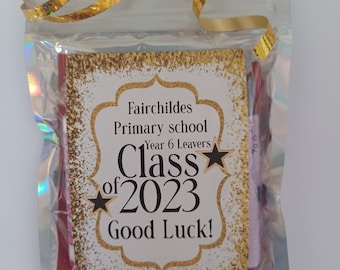 Fairchildes
Primary school
Year 6 Leavers
Class
of 2023
Good Luck!